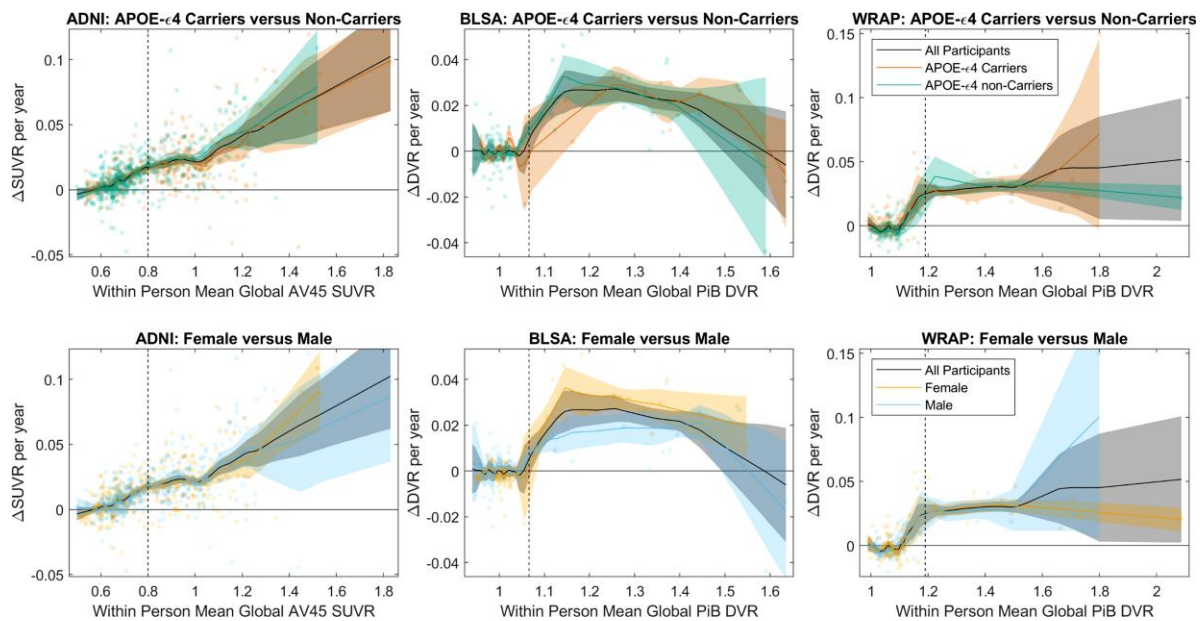 ADNI: APOE-ϵ4 Carriers versus Non-Carriers
BLSA: APOE-ϵ4 Carriers versus Non-Carriers
WRAP: APOE-ϵ4 Carriers versus Non-Carriers
ΔSUVR per year
0.1
0.05
0
-0.05
0.6 0.8 1 1.2 1.4 1.6 1.8
Within Person Mean Global AV45 SUVR
ΔDVR per year
0.04
0.02
0
-0.02
-0.04
1 1.1 1.2 1.3 1.4 1.5 1.6
Within Person Mean Global PiB DVR
ΔDVR per year
0.15
0.1
0.05
0
All Participants
APOE-ϵ4 Carriers
APOE-ϵ4 non-Carriers
1 1.2 1.4 1.6 1.8 2
Within Person Mean Global PiB DVR
ADNI: Female versus Male
BLSA: Female versus Male
WRAP: Female versus Male
ΔSUVR per year
0.1
0.05
0
-0.05
0.6 0.8 1 1.2 1.4 1.6 1.8
Within Person Mean Global AV45 SUVR
ΔDVR per year
0.04
0.02
0
-0.02
-0.04
1 1.1 1.2 1.3 1.4 1.5 1.6
Within Person Mean Global PiB DVR
ΔDVR per year
0.15
0.1
0.05
0
All Participants
Female
Male
1 1.2 1.4 1.6 1.8 2
Within Person Mean Global PiB DVR